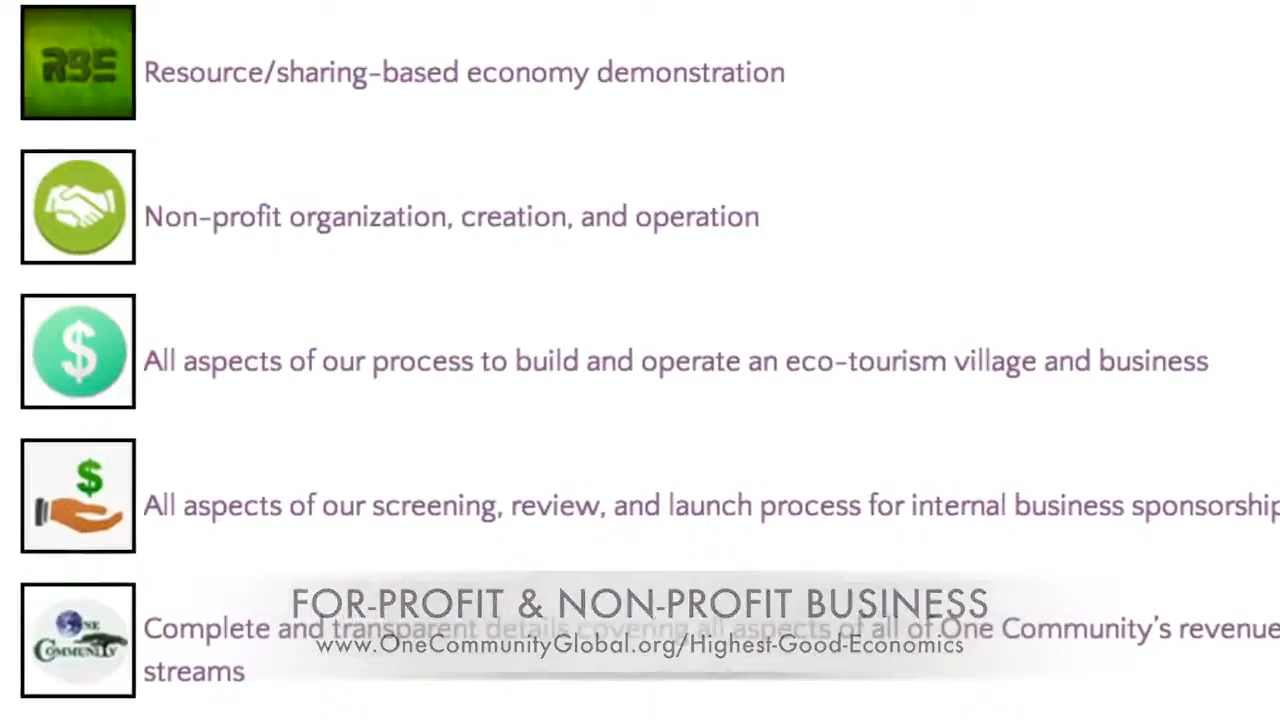 RBE
Resource/sharing-based economy demonstration
Non-profit organization, creation, and operation
$
All aspects of our process to build and operate an eco-tourism village and business
$
All aspects of our screening, review, and launch process for internal business sponsorship
ONE
COMMUNITY
Complete and transparent details covering all aspects of all of One Community's revenue
streams
FOR-PROFIT & NON-PROFIT BUSINESS
www.OneCommunityGlobal.org/Highest-Good-Economics